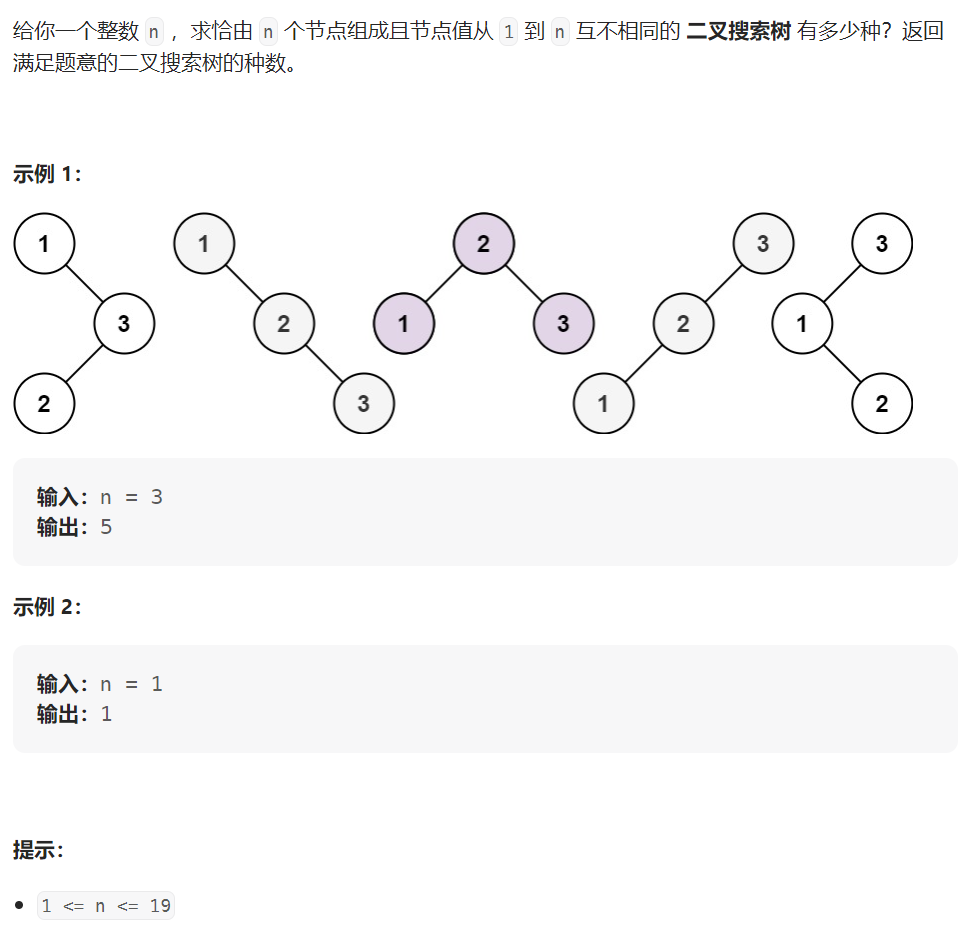 给你一个整数 n ，求恰由 n 个节点组成且节点值从 1 到 n 互不相同的 二叉搜索树 有多少种？返回
满足题意的二叉搜索树的种数。
示例 1：
1 1 2 3 3
3 2 1 3 2 1
2 3 1 2
输入：n = 3
输出：5
示例 2：
输入：n = 1
输出：1
提示：
1 <= n <= 19